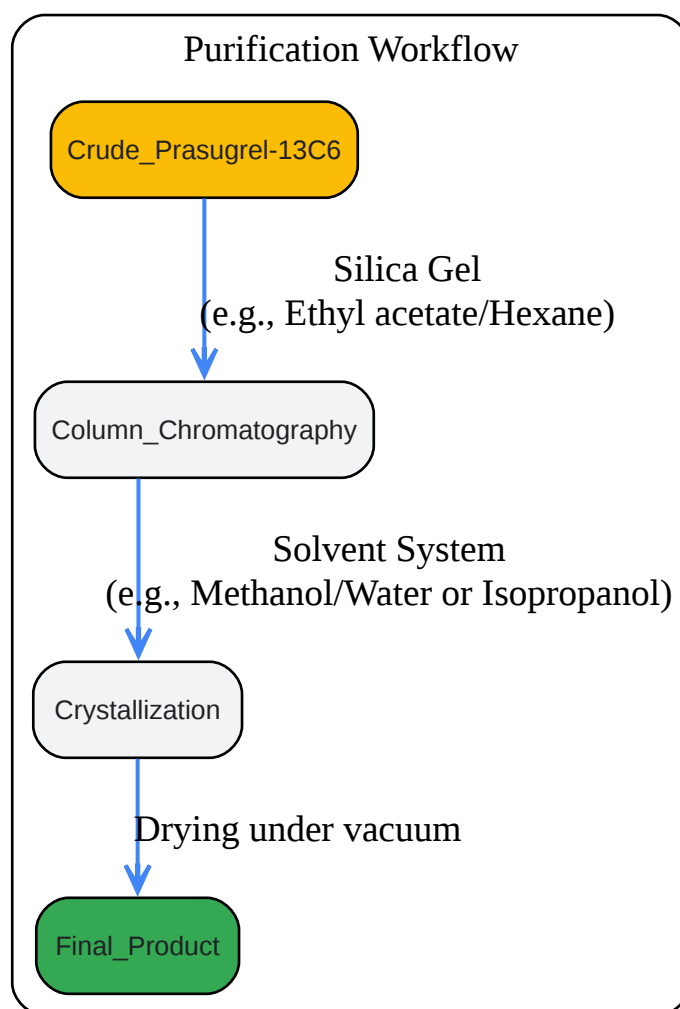 Purification Workflow
Crude_Prasugrel-13C6
Silica Gel
(e.g., Ethyl acetate/Hexane)
Column_Chromatography
Solvent System
(e.g., Methanol/Water or Isopropanol)
Crystallization
Drying under vacuum
Final_Product